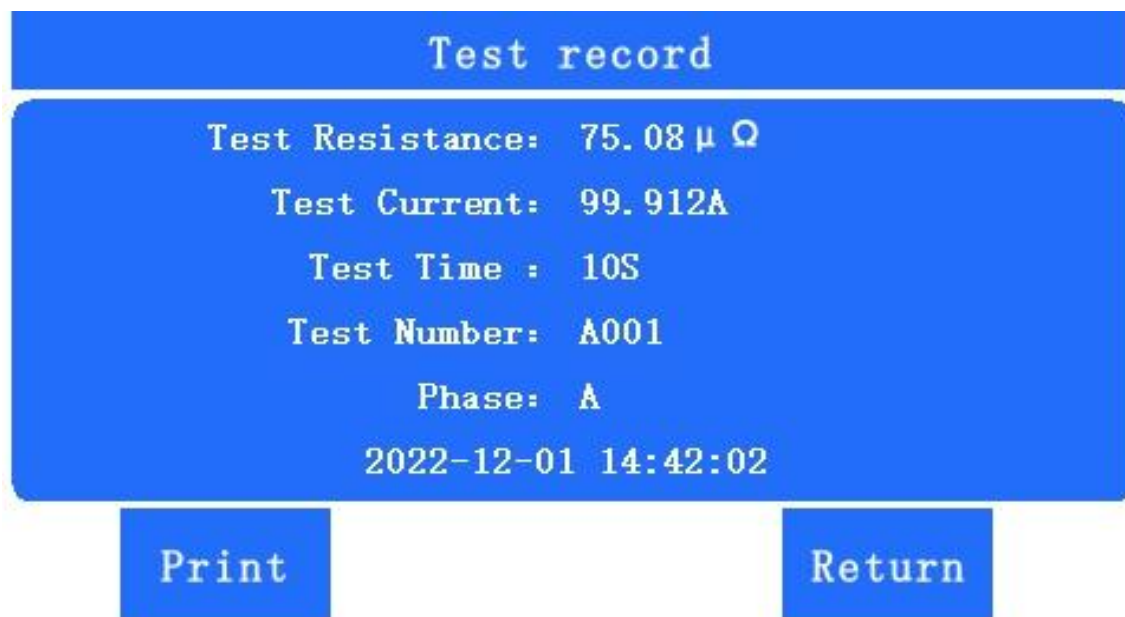 Test record
Test Resistance: 75.08μΩ
Test Current: 99.912A
Test Time : 10S
Test Number: A001
Phase: A
2022-12-01 14:42:02
Print
Return